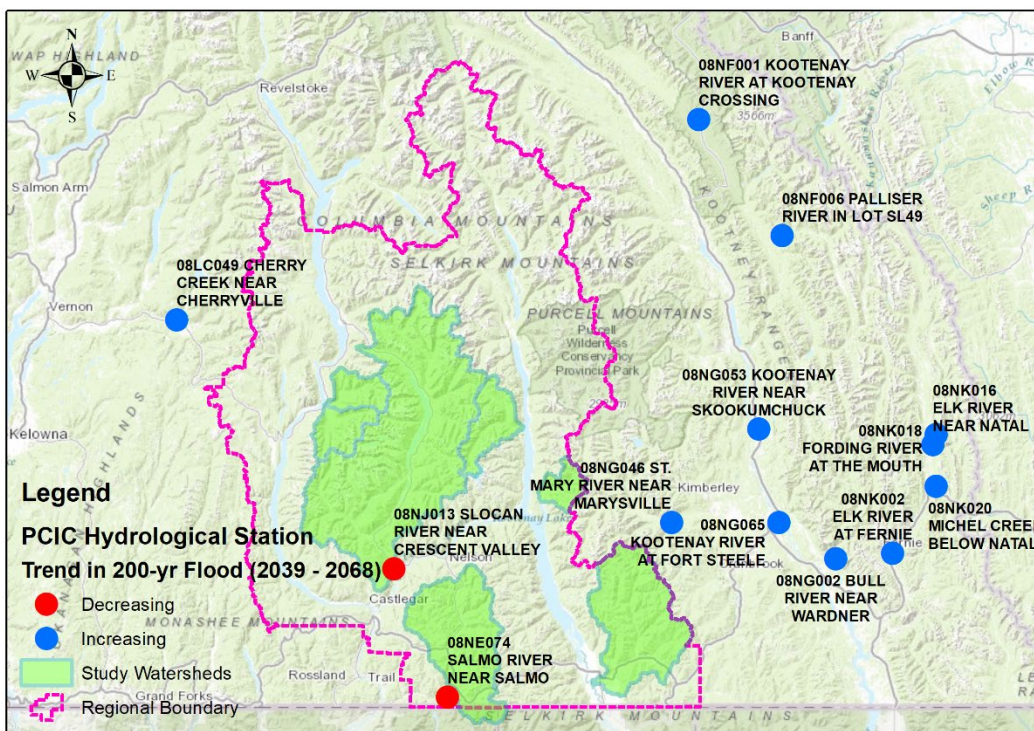 N
W E
S
Banff
Revelstoke
08NF001 KOOTENAY
RIVER AT KOOTENAY
CROSSING
3566m
Salmon Arm
08NF006 PALLISER
RIVER IN LOT SL49
COLUMBIA MOUNTAINS
SELKIRK MOUNTAINS
08LC049 CHERRY
CREEK NEAR
CHERRYVILLE
Vernon
PURCELL MOUNTAINS
Purcell
Wilderness
Conservancy
Provincial Park
08NG053 KOOTENAY
RIVER NEAR
SKOOKUMCHUCK
08NK016
ELK RIVER
NEAR NATAL
08NK018
FORDING RIVER
AT THE MOUTH
Kelowna
08NG046 ST.
MARY RIVER NEAR
MARYSVILLE
Kimberley
08NK002
ELK RIVER
AT FERNIE
08NK020
MICHEL CREE
BELOW NATAL
08NG065
KOOTENAY RIVER
AT FORT STEELE
08NG002 BULL
RIVER NEAR
WARDNER
08NJ013 SLOCAN
RIVER NEAR
CRESCENT VALLEY
Nelson
Castlegar
08NE074
SALMO RIVER
NEAR SALMO
Rossland
Trail
MONASHEE MOUNTAINS
Grand Forks
SELKIRK MOUNTAINS
Legend
PCIC Hydrological Station
Trend in 200-yr Flood (2039 - 2068)
Decreasing
Increasing
Study Watersheds
Regional Boundary